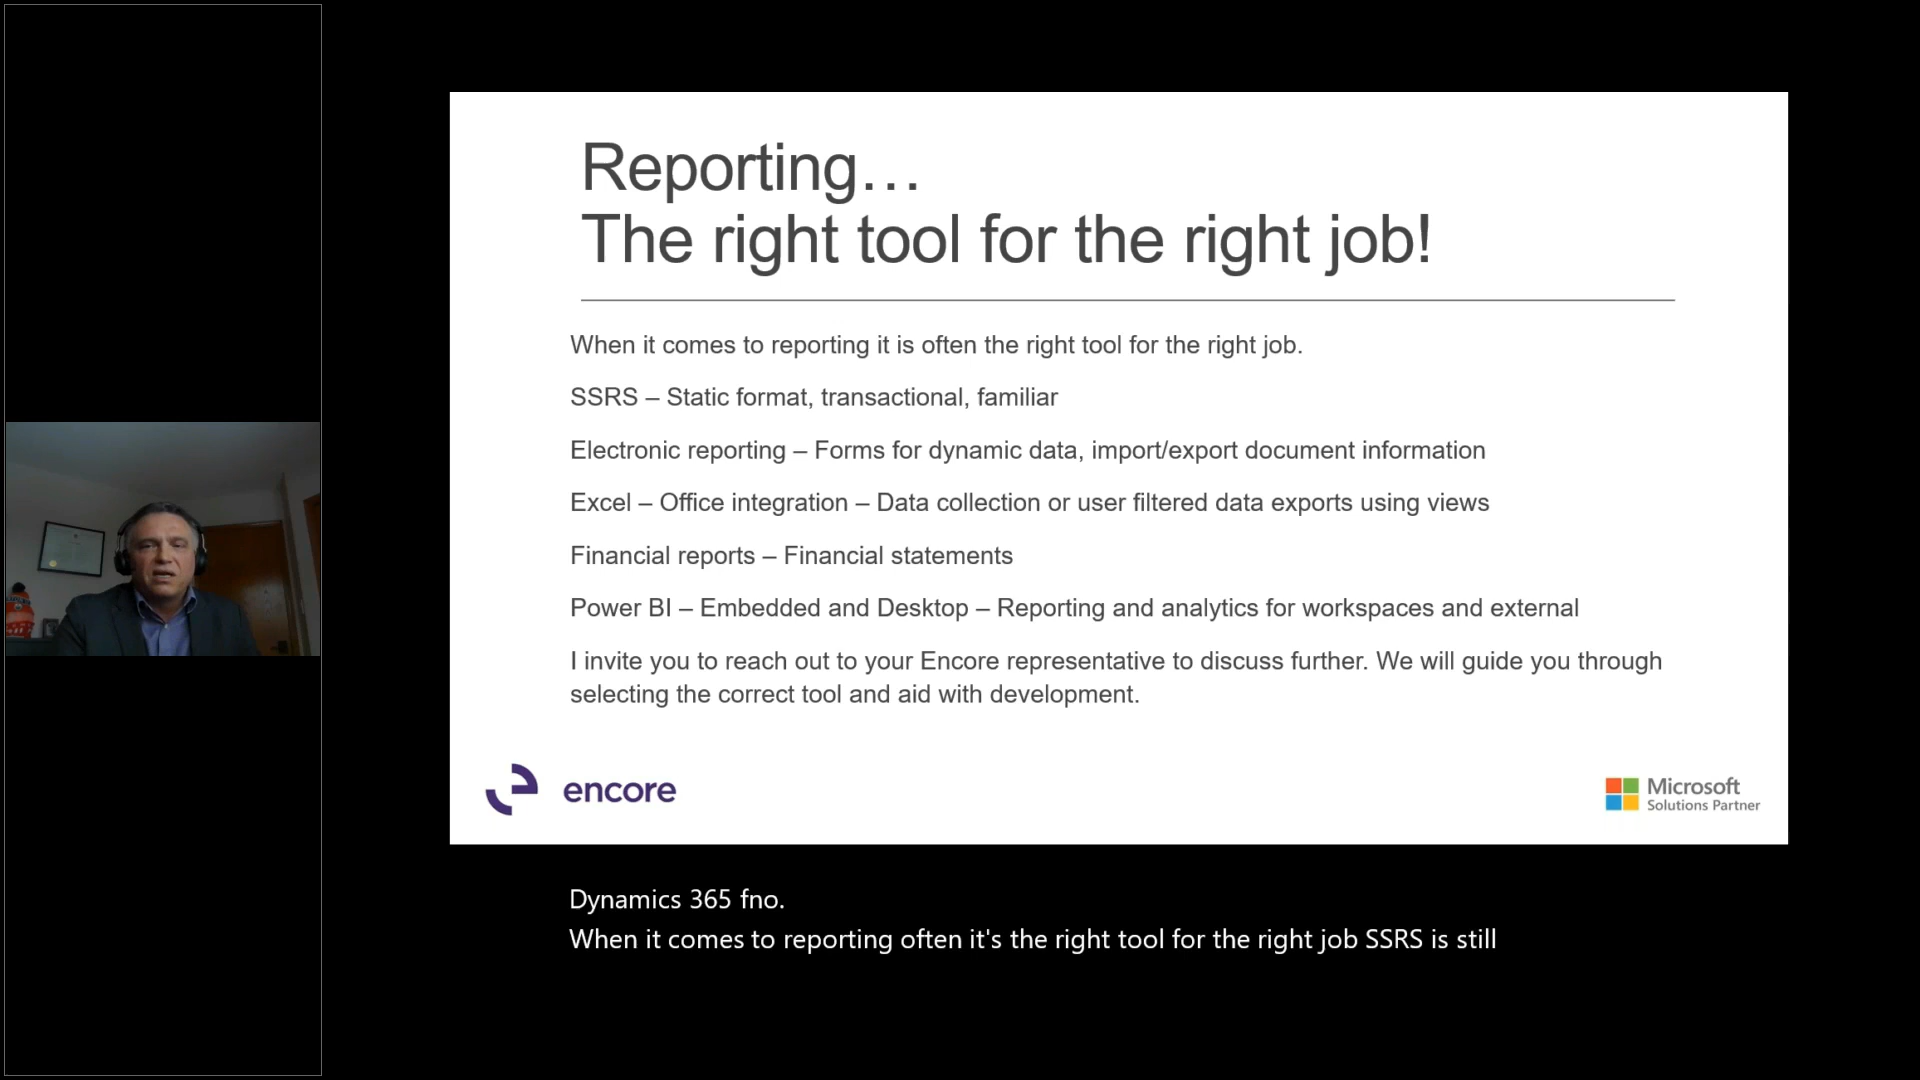 Reporting…
The right tool for the right job!
When it comes to reporting it is often the right tool for the right job.
SSRS – Static format, transactional, familiar
Electronic reporting – Forms for dynamic data, import/export document information
Excel – Office integration – Data collection or user filtered data exports using views
Financial reports – Financial statements
Power BI – Embedded and Desktop – Reporting and analytics for workspaces and external
I invite you to reach out to your Encore representative to discuss further. We will guide you through
selecting the correct tool and aid with development.
encore
Microsoft
Solutions Partner
Dynamics 365 fno.
When it comes to reporting often it's the right tool for the right job SSRS is still